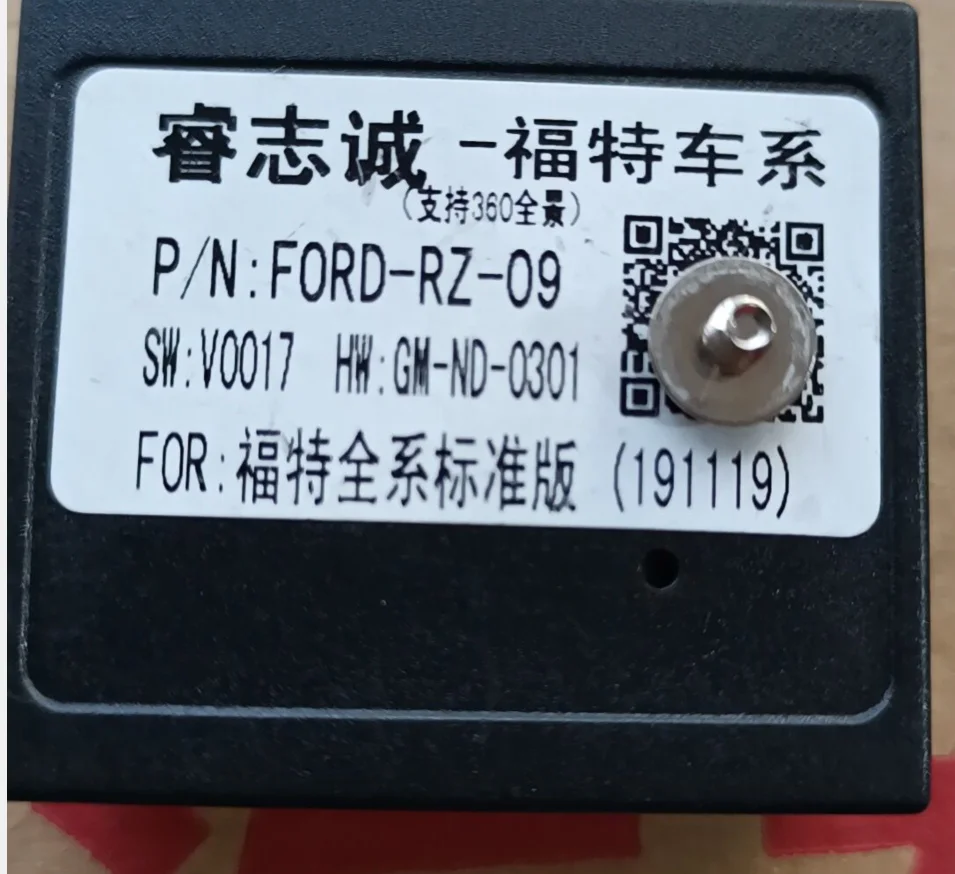 睿志诚-福特车系
(支持360全景)
P/N:FORD-RZ-09
SW:V0017 HW:GM-ND-0301
FOR:福特全系标准版 (191119)